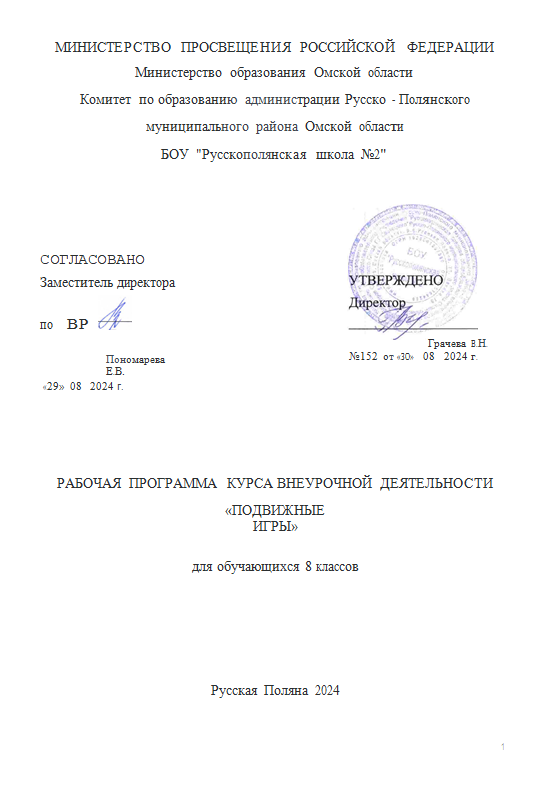 МИНИСТЕРСТВО ПРОСВЕЩЕНИЯ РОССИЙСКОЙ ФЕДЕРАЦИИ
Министерство образования Омской области
Комитет по образованию администрации Русско - Полянского
муниципального района Омской области
БОУ "Русскополянская школа №2"
СОГЛАСОВАНО
Заместитель директора
по ВР
Пономарева
Е.В.
«29» 08 2024 г.
БОУ
УТВЕРЖДЕНО
Директор
Грачева В.Н.
№152 от «30» 08 2024 г.
РАБОЧАЯ ПРОГРАММА КУРСА ВНЕУРОЧНОЙ ДЕЯТЕЛЬНОСТИ
«ПОДВИЖНЫЕ
ИГРЫ»
для обучающихся 8 классов
Русская Поляна 2024
1